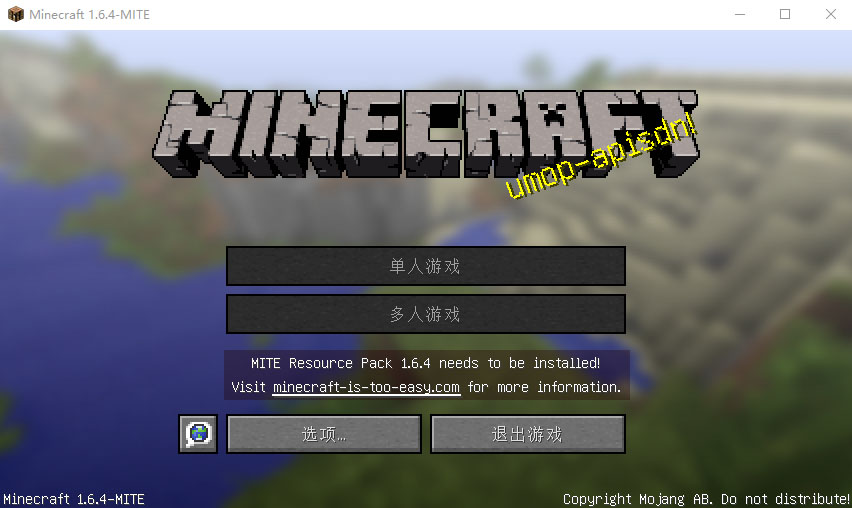 Minecraft 1.6.4-MITE
MINECRAFT
umop-apisdn!
单人游戏
多人游戏
MITE Resource Pack 1.6.4 needs to be installed!
Visit minecraft-is-too-easy.com for more information.
选项...
退出游戏
Minecraft 1.6.4-MITE
Copyright Mojang AB. Do not distribute!